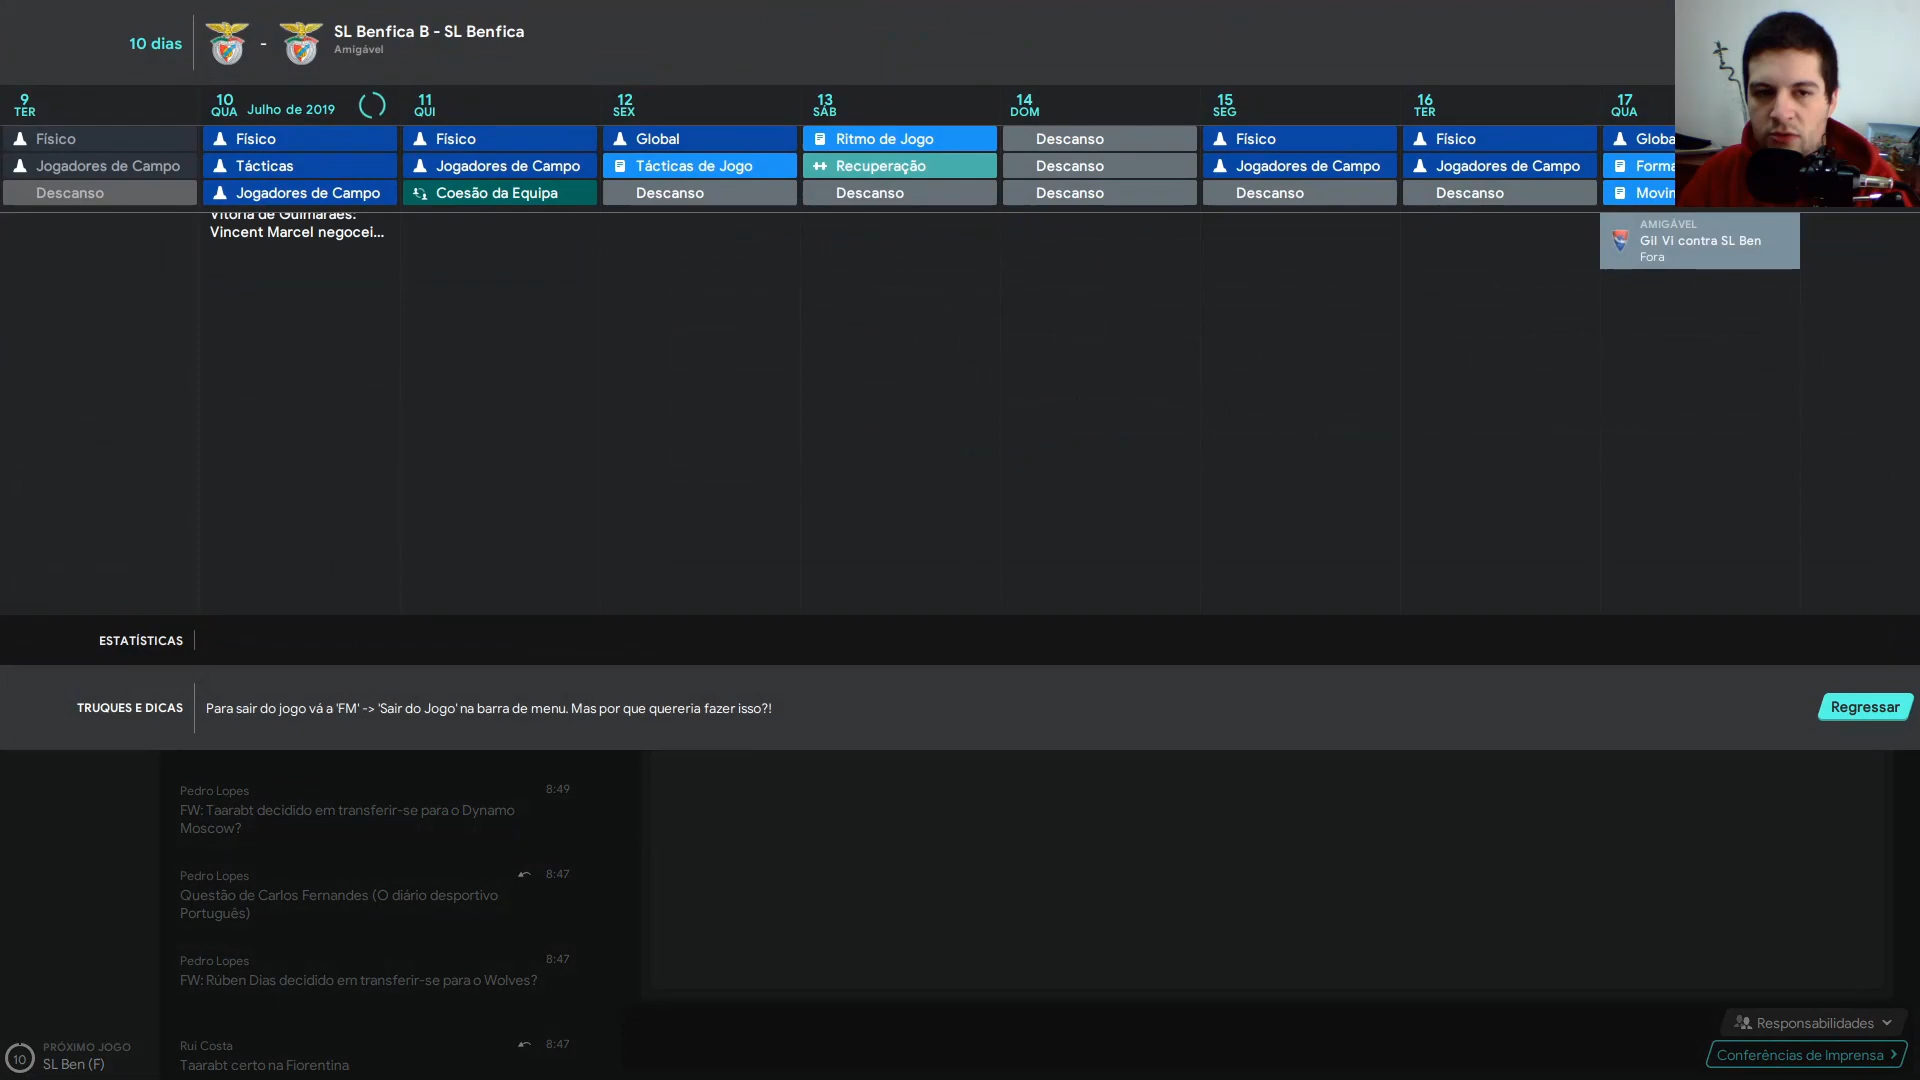 10 dias
-
SL Benfica B - SL Benfica
Amigável
9
TER
10
QUA Julho de 2019
11
QUI
12
SEX
13
SÁB
14
DOM
15
SEG
16
TER
17
QUA
Físico Físico Físico Global Ritmo de Jogo Descanso Físico Físico Globa
Jogadores de Campo Tácticas Jogadores de Campo Tácticas de Jogo Recuperação Descanso Jogadores de Campo Jogadores de Campo Forma
Descanso Jogadores de Campo Coesão da Equipa Descanso Descanso Descanso Descanso Descanso Movin
Vitória de Guimarães:
Vincent Marcel negocei...
AMIGÁVEL
Gil Vi contra SL Ben
Fora
ESTATÍSTICAS
TRUQUES E DICAS
Para sair do jogo vá a 'FM' -> 'Sair do Jogo' na barra de menu. Mas por que quereria fazer isso?!
Regressar
Pedro Lopes 8:49
FW: Taarabt decidido em transferir-se para o Dynamo
Moscow?
Pedro Lopes 8:47
Questão de Carlos Fernandes (O diário desportivo
Português)
Pedro Lopes 8:47
FW: Rúben Dias decidido em transferir-se para o Wolves?
Rui Costa 8:47
Taarabt certo na Fiorentina
10
PRÓXIMO JOGO
SL Ben (F)
Responsabilidades
Conferências de Imprensa